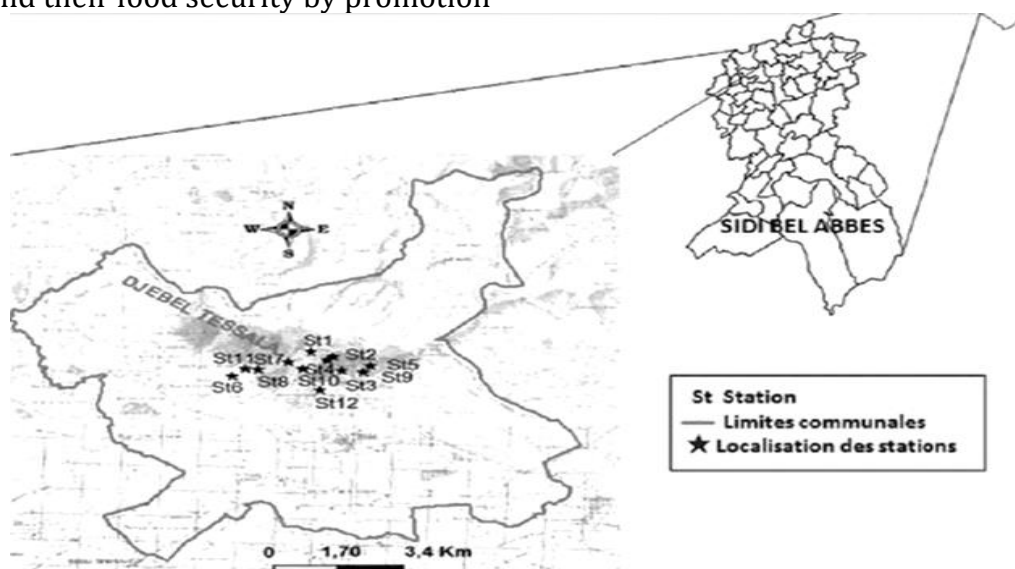 nd their food security by promotion
SIDI BEL ABBES
N
W E
S
DJEBEL TESSALA
St1
St2
St11 St7 St4 St5
St6 St8 St10 St3 St9
St12
St Station
Limites communales
Localisation des stations
0 1,70 3,4 Km